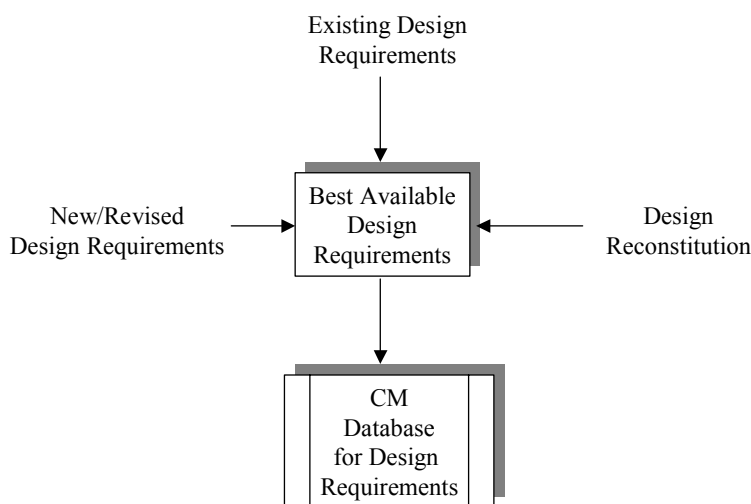 Existing Design
Requirements
New/Revised
Design Requirements
Best Available
Design
Requirements
Design
Reconstitution
CM
Database
for Design
Requirements